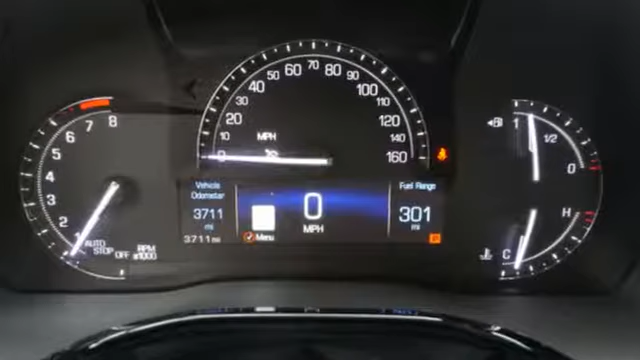 8
7
6
5
4
3
2
1
AUTO STOP
OFF
RPM x1000
0
10
20
30
40
50
60
70
80
90
100
110
120
140
160
MPH
Vehicle Odometer
3711
mi
3711 mi
Menu
0
MPH
Fuel Range
301
mi
1
1/2
0
H
C